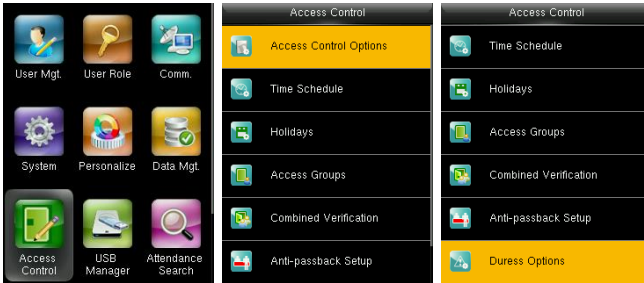 User Mgt.
User Role
Comm.
System
Personalize
Data Mgt.
Access
Control
USB
Manager
Attendance
Search
Access Control
Access Control Options
Time Schedule
Holidays
Access Groups
Combined Verification
Anti-passback Setup
Access Control
Time Schedule
Holidays
Access Groups
Combined Verification
Anti-passback Setup
Duress Options